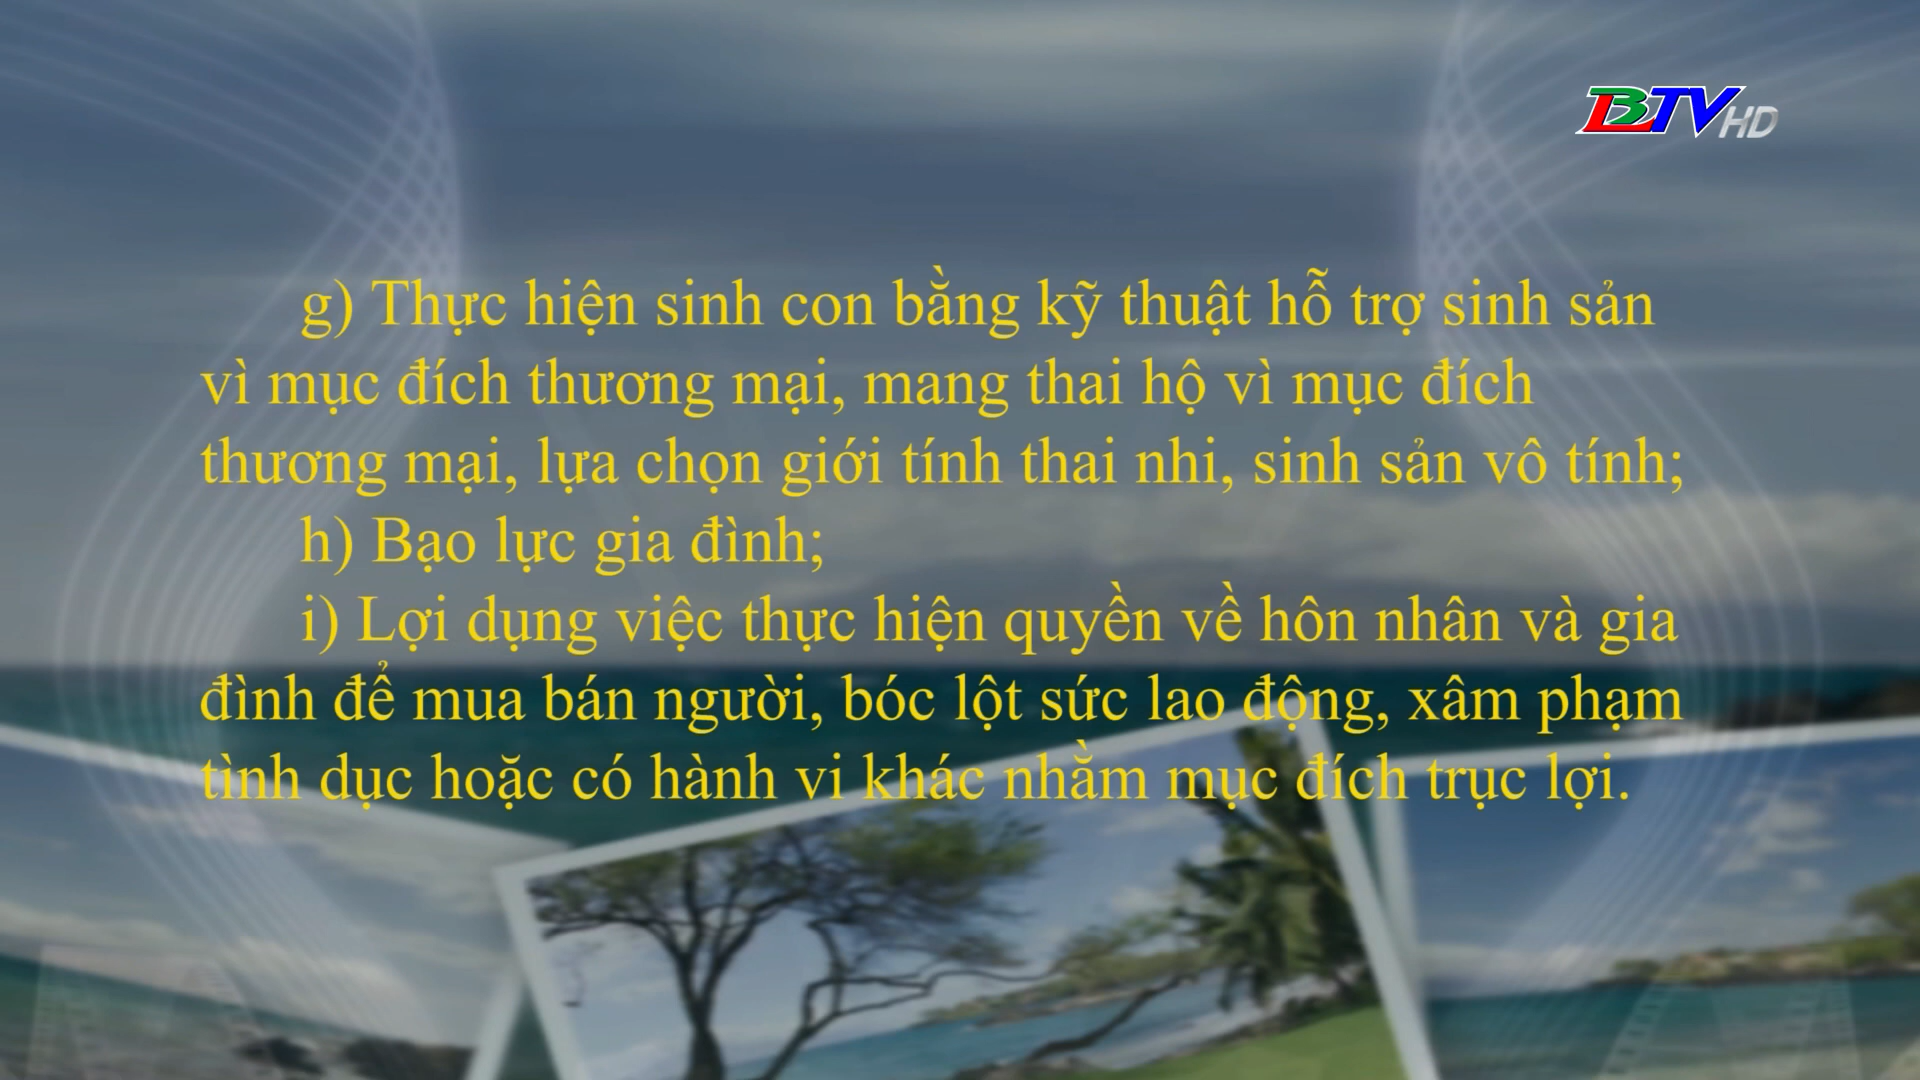 BTV HD
g) Thực hiện sinh con bằng kỹ thuật hỗ trợ sinh sản
vì mục đích thương mại, mang thai hộ vì mục đích
thương mại, lựa chọn giới tính thai nhi, sinh sản vô tính;
h) Bạo lực gia đình;
i) Lợi dụng việc thực hiện quyền về hôn nhân và gia
đình để mua bán người, bóc lột sức lao động, xâm phạm
tình dục hoặc có hành vi khác nhằm mục đích trục lợi.